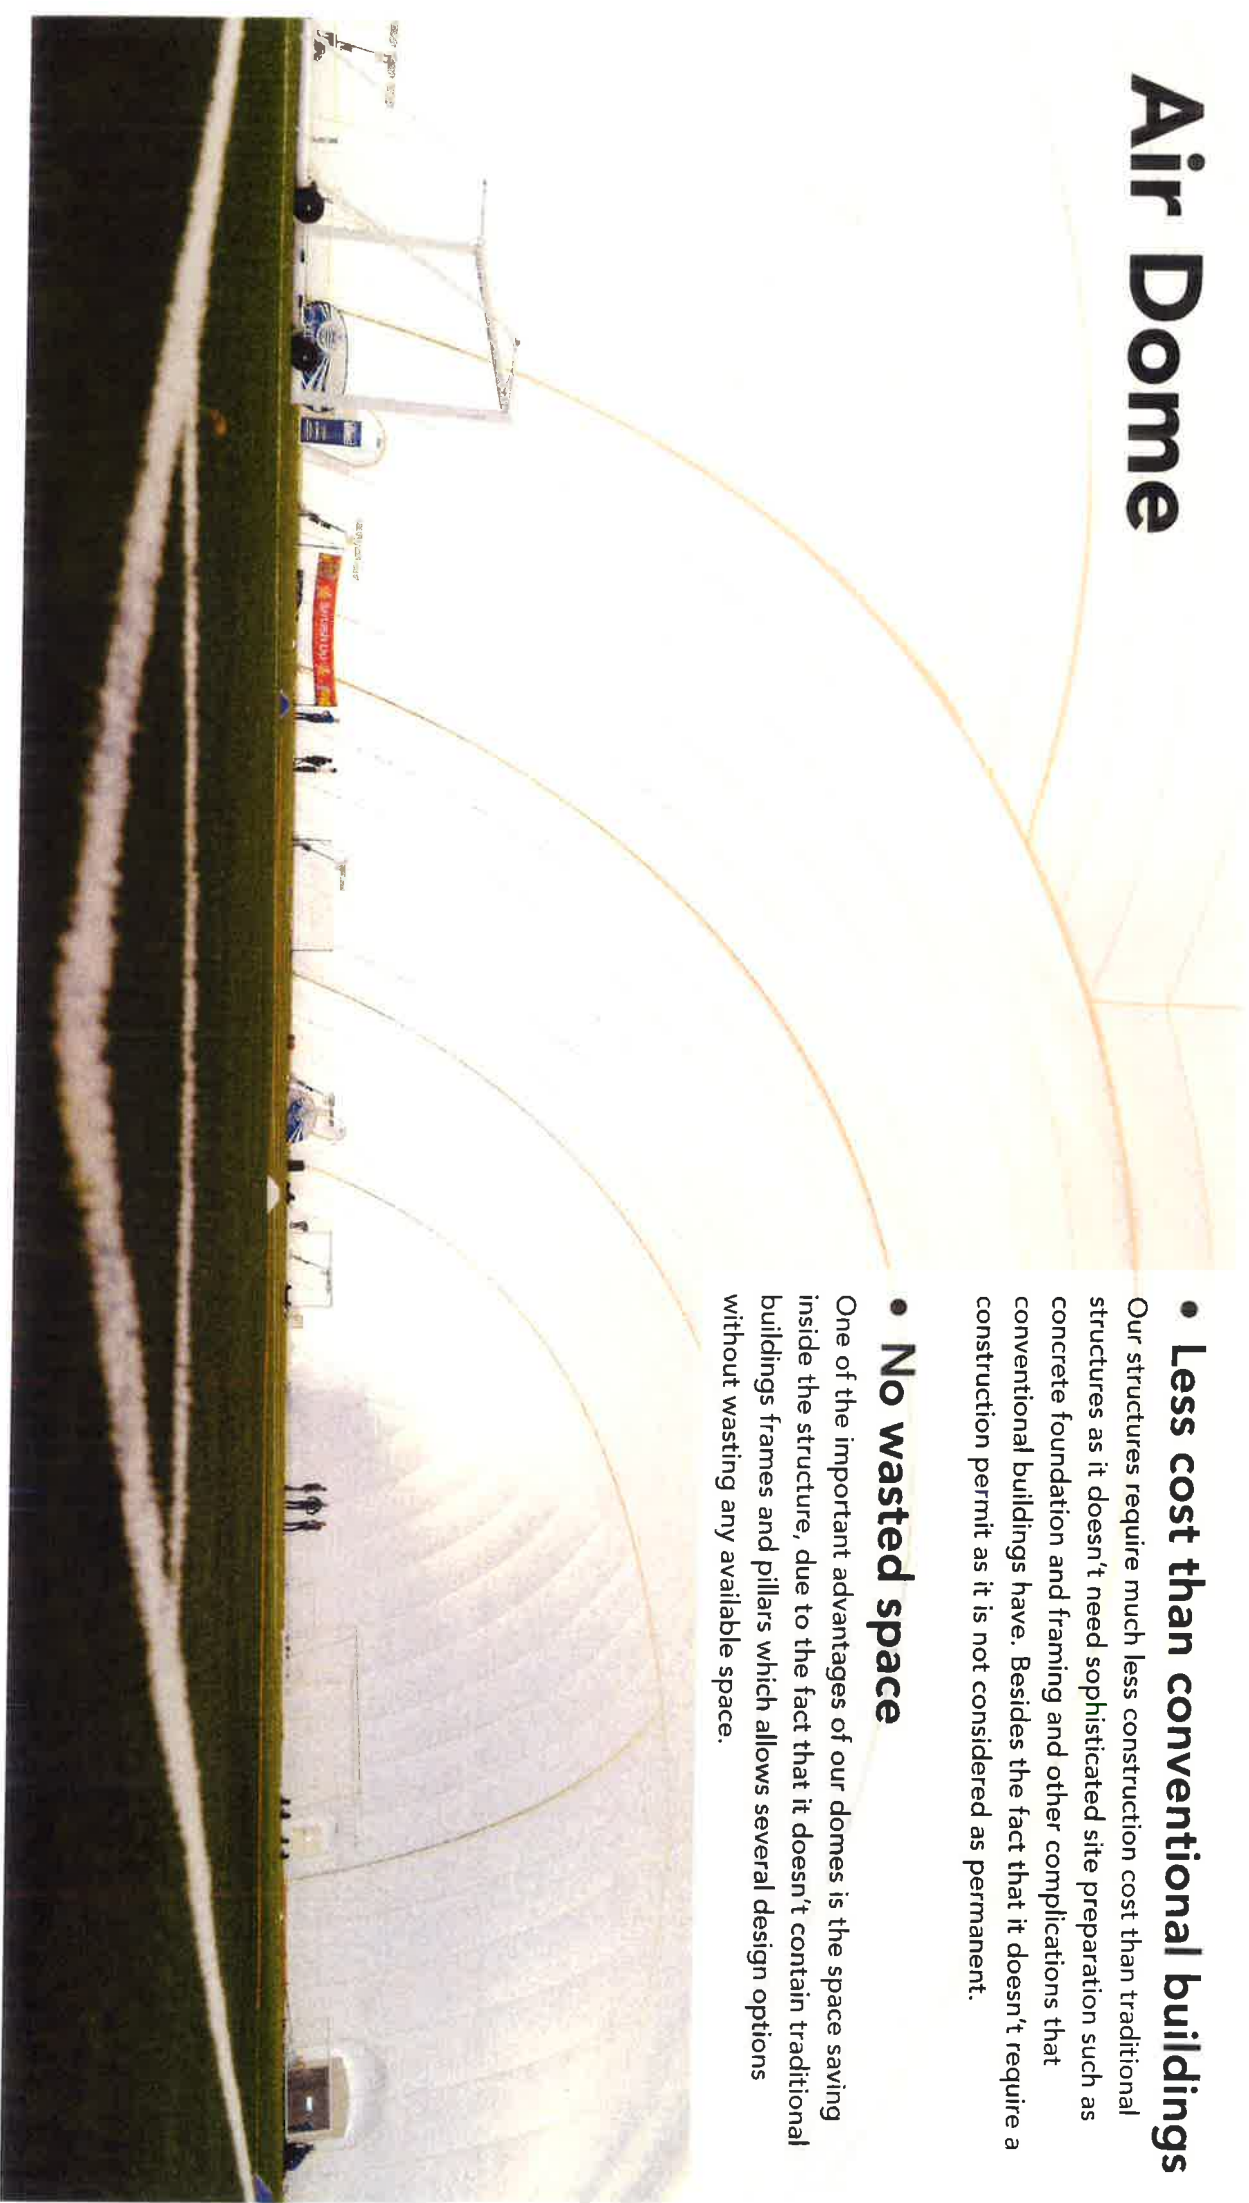 Air Dome
• Less cost than conventional buildings
Our structures require much less construction cost than traditional
structures as it doesn't need sophisticated site preparation such as
concrete foundation and framing and other complications that
conventional buildings have. Besides the fact that it doesn't require a
construction permit as it is not considered as permanent.
• No wasted space
One of the important advantages of our domes is the space saving
inside the structure, due to the fact that it doesn't contain traditional
buildings frames and pillars which allows several design options
without wasting any available space.